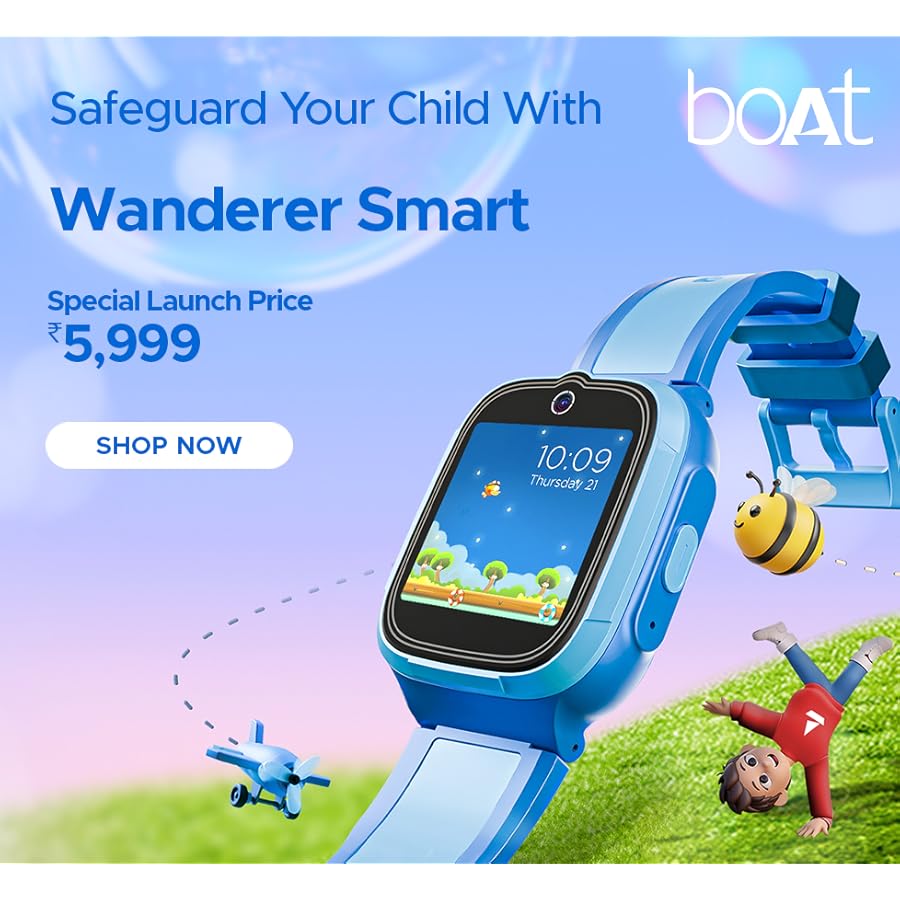 Safeguard Your Child With
boAt
Wanderer Smart
Special Launch Price
₹5,999
SHOP NOW
10:09
Thursday 21